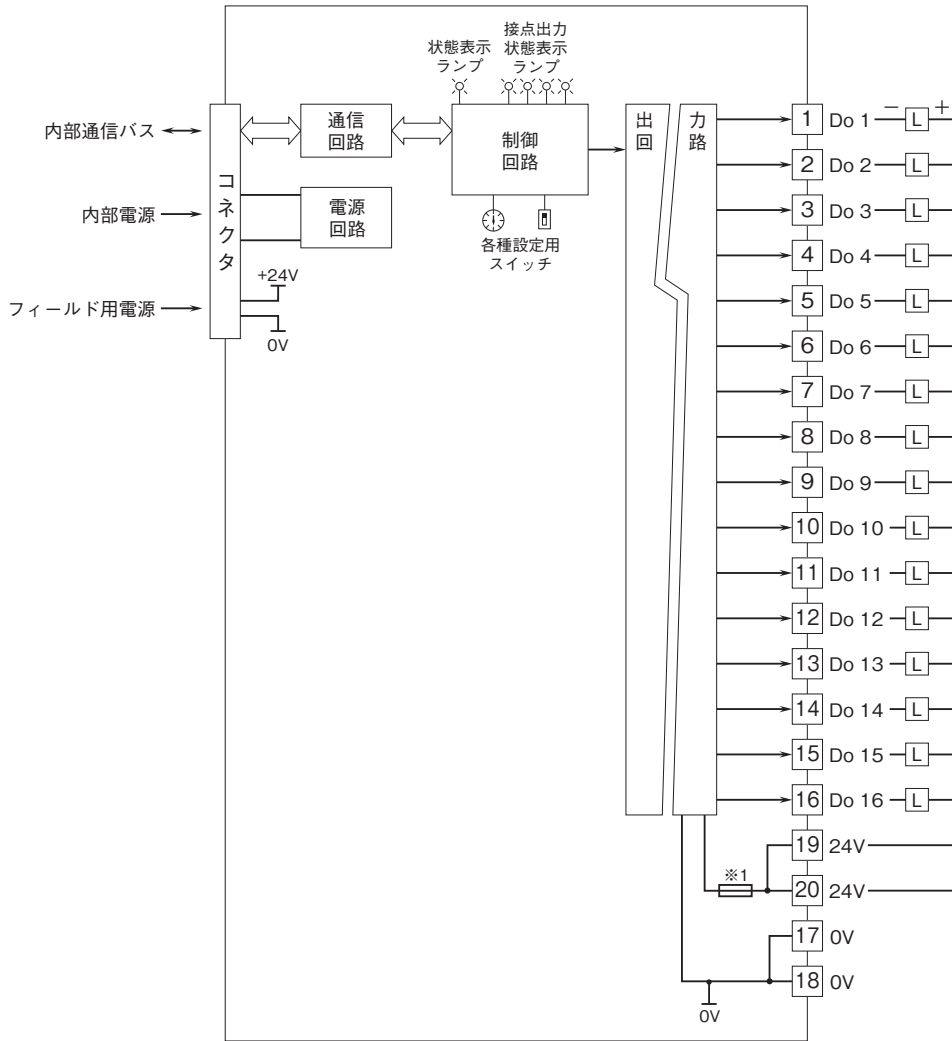 状態表示
ランプ
接点出力
状態表示
ランプ
内部通信バス
内部電源
フィールド用電源
コネクタ
通信
回路
電源
回路
+24V
0V
制御
回路
各種設定用
スイッチ
出力
回路
1 Do 1 − L +
2 Do 2 L
3 Do 3 L
4 Do 4 L
5 Do 5 L
6 Do 6 L
7 Do 7 L
8 Do 8 L
9 Do 9 L
10 Do 10 L
11 Do 11 L
12 Do 12 L
13 Do 13 L
14 Do 14 L
15 Do 15 L
16 Do 16 L
19 24V
※1
20 24V
17 0V
18 0V
0V